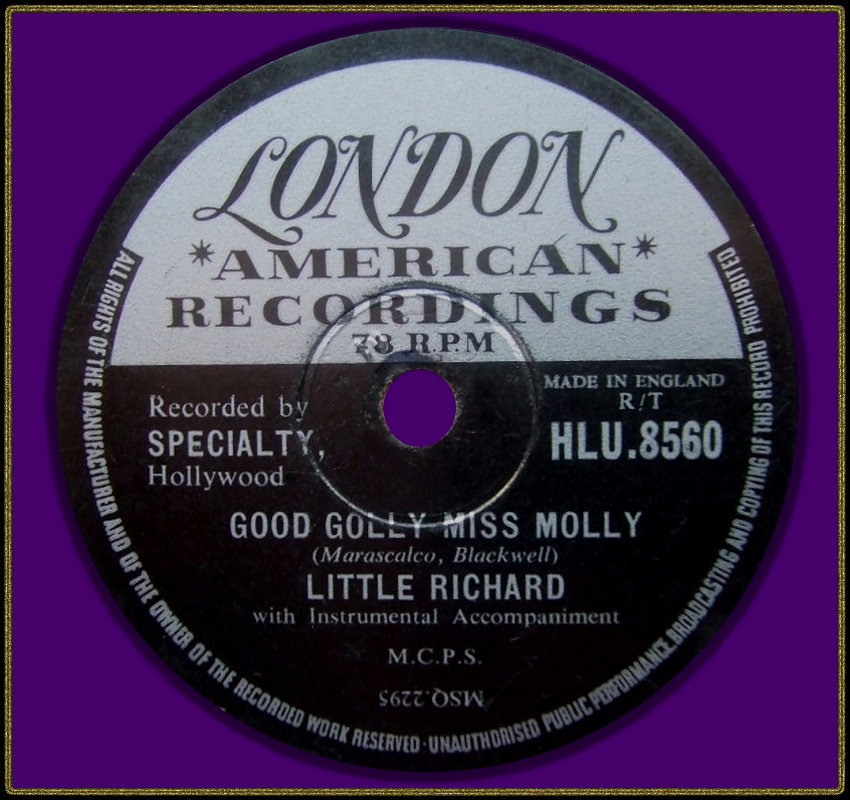 LONDON
*AMERICAN*
RECORDINGS
78 R.P.M
MADE IN ENGLAND
R/T
Recorded by
SPECIALTY,
Hollywood
HLU.8560
GOOD GOLLY MISS MOLLY
(Marascalco, Blackwell)
LITTLE RICHARD
with Instrumental Accompaniment
M.C.P.S.
MSQ.2295
ALL RIGHTS OF THE MANUFACTURER AND OF THE OWNER OF THE RECORDED WORK RESERVED · UNAUTHORISED PUBLIC PERFORMANCE, BROADCASTING AND COPYING OF THIS RECORD PROHIBITED